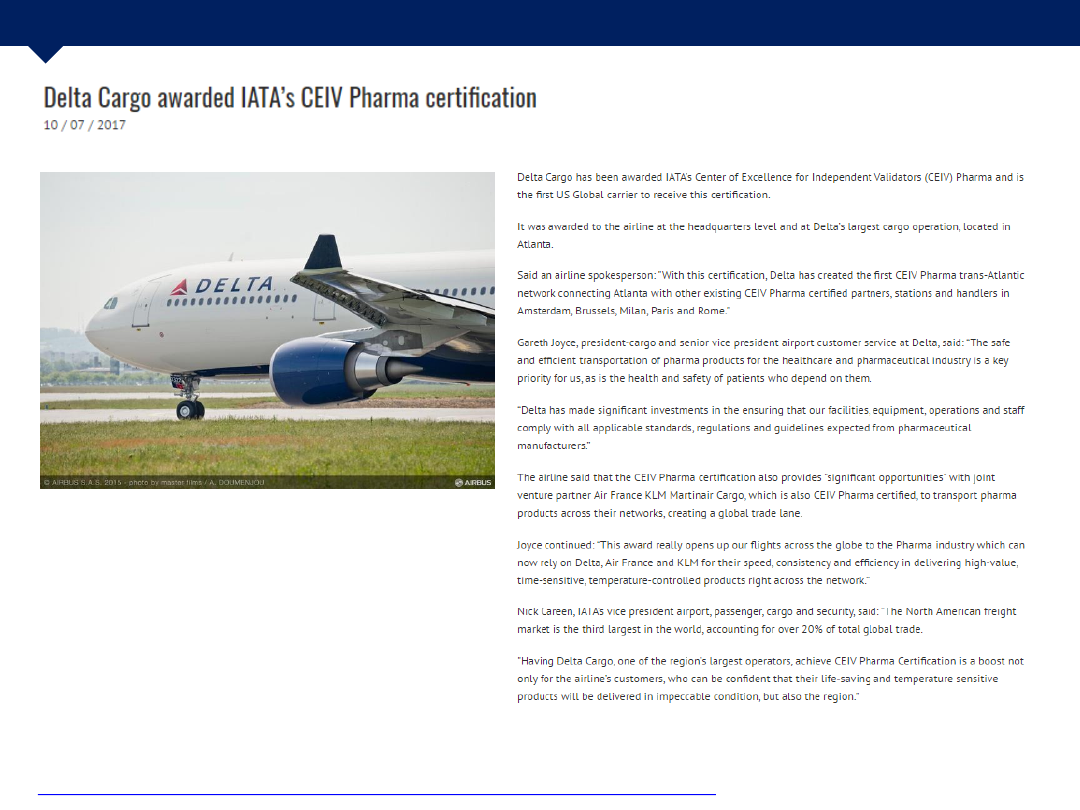 Delta Cargo awarded IATA's CEIV Pharma certification
10 / 07 / 2017
DELTA
© AIRBUS S.A.S. 2015 - photo by master films / A. DOUMENJOU
AIRBUS
Delta Cargo has been awarded IATA's Center of Excellence for Independent Validators (CEIV) Pharma and is
the first US Global carrier to receive this certification.
It was awarded to the airline at the headquarters level and at Delta's largest cargo operation, located in
Atlanta.
Said an airline spokesperson: "With this certification, Delta has created the first CEIV Pharma trans-Atlantic
network connecting Atlanta with other existing CEIV Pharma certified partners, stations and handlers in
Amsterdam, Brussels, Milan, Paris and Rome."
Gareth Joyce, president-cargo and senior vice president airport customer service at Delta, said: "The safe
and efficient transportation of pharma products for the healthcare and pharmaceutical industry is a key
priority for us, as is the health and safety of patients who depend on them.
"Delta has made significant investments in the ensuring that our facilities, equipment, operations and staff
comply with all applicable standards, regulations and guidelines expected from pharmaceutical
manufacturers."
The airline said that the CEIV Pharma certification also provides "significant opportunities" with joint
venture partner Air France KLM Martinair Cargo, which is also CEIV Pharma certified, to transport pharma
products across their networks, creating a global trade lane.
Joyce continued: "This award really opens up our flights across the globe to the Pharma industry which can
now rely on Delta, Air France and KLM for their speed, consistency and efficiency in delivering high-value,
time-sensitive, temperature-controlled products right across the network."
Nick Careen, IATA's vice president airport, passenger, cargo and security, said: "The North American freight
market is the third largest in the world, accounting for over 20% of total global trade.
"Having Delta Cargo, one of the region's largest operators, achieve CEIV Pharma Certification is a boost not
only for the airline's customers, who can be confident that their life-saving and temperature sensitive
products will be delivered in impeccable condition, but also the region."